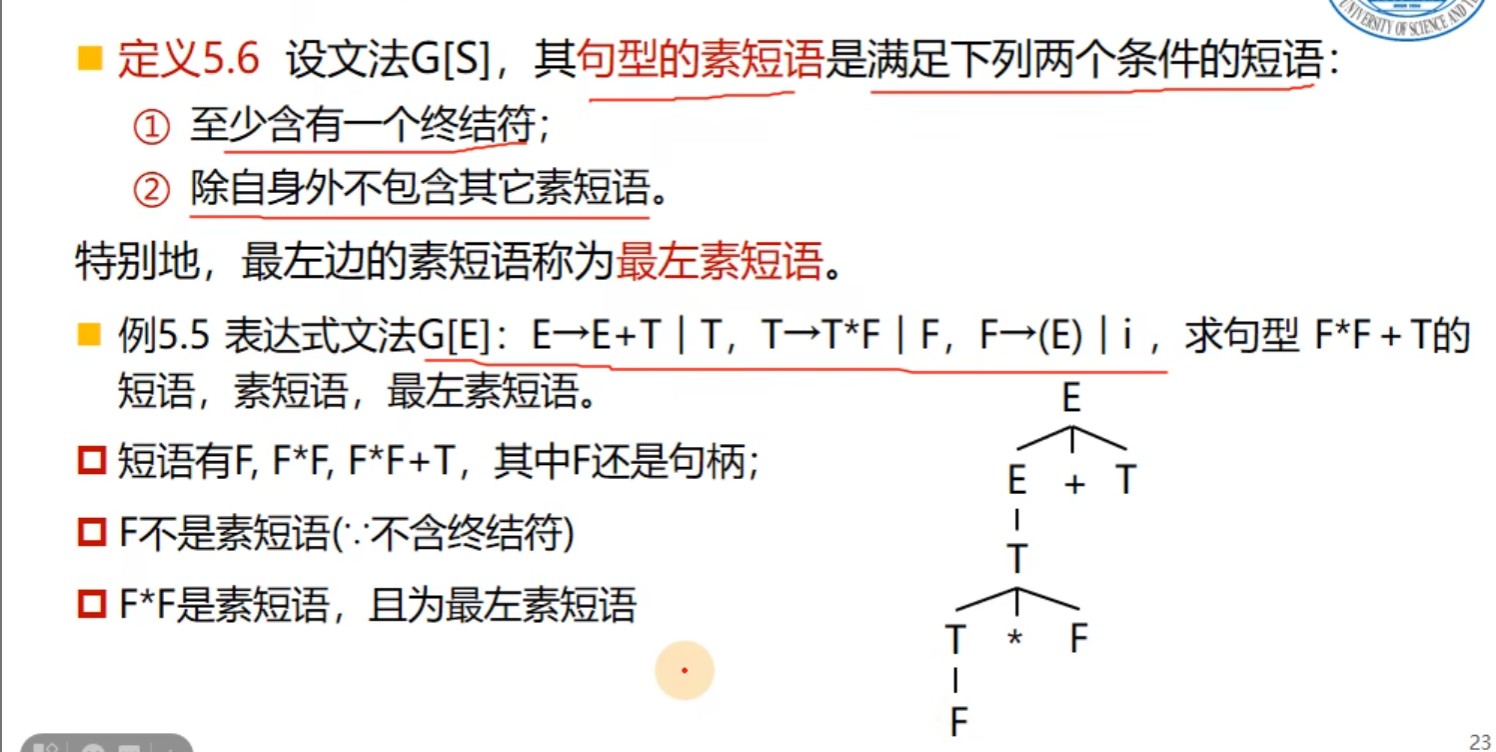 UNIVERSITY OF SCIENCE AND TE
定义5.6 设文法G[S]，其句型的素短语是满足下列两个条件的短语：
① 至少含有一个终结符；
② 除自身外不包含其它素短语。
特别地，最左边的素短语称为最左素短语。
例5.5 表达式文法G[E]：E→E+T | T，T→T*F | F，F→(E) | i ，求句型 F*F + T的
短语，素短语，最左素短语。
短语有F, F*F, F*F+T，其中F还是句柄；
F不是素短语(∵不含终结符)
F*F是素短语，且为最左素短语
E
E + T
T
T * F
F
23